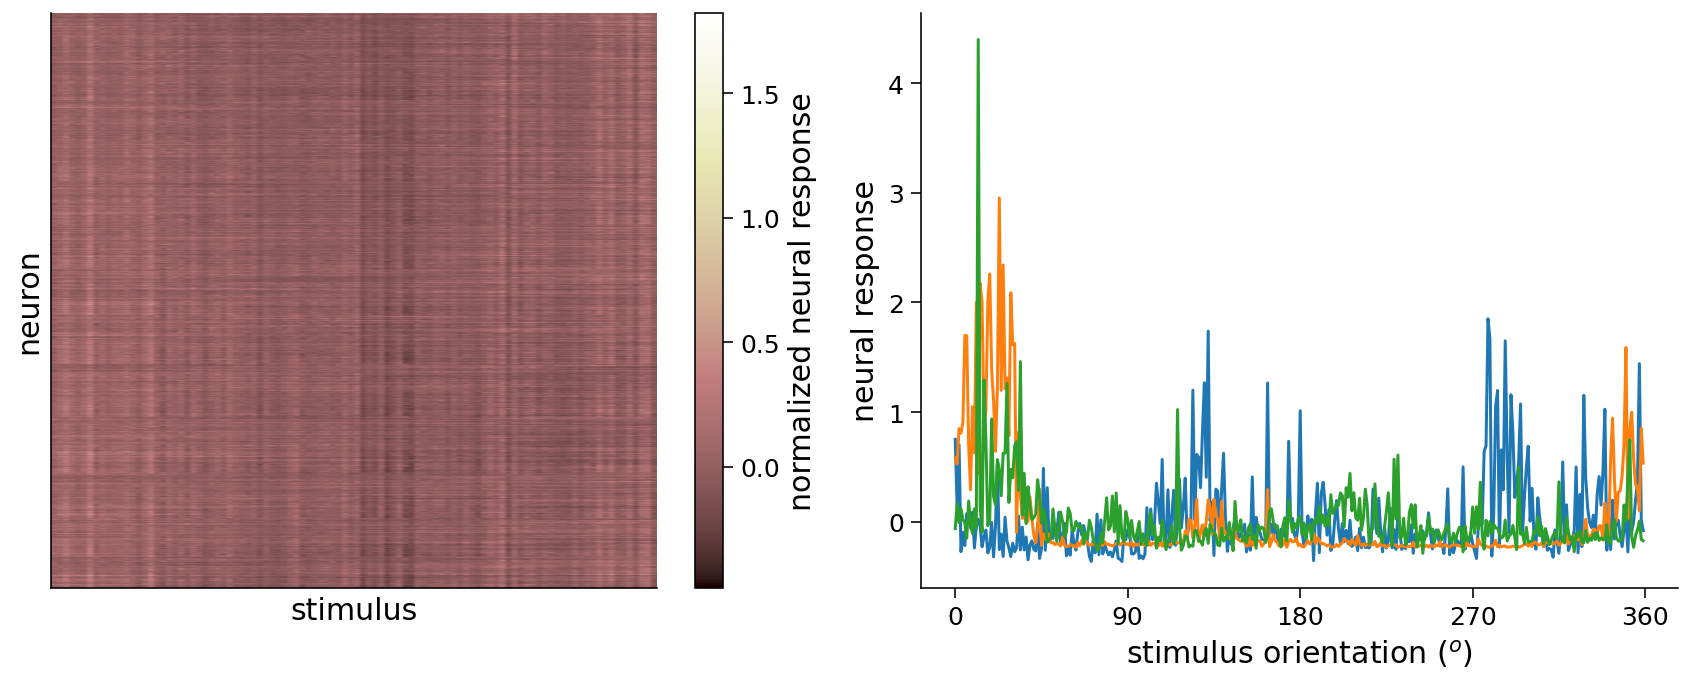 neuron
stimulus
1.5
1.0
0.5
0.0
normalized neural response
neural response
4
3
2
1
0
0 90 180 270 360
stimulus orientation (°)